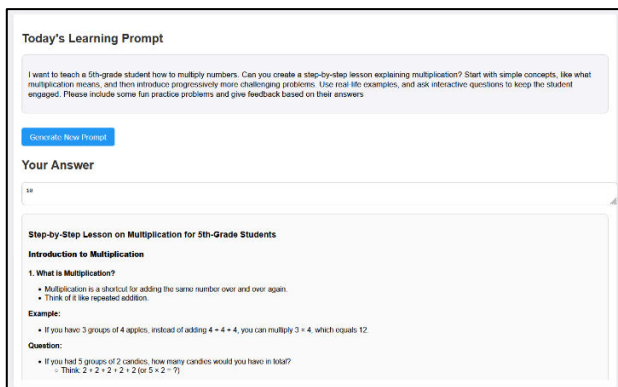 Today's Learning Prompt
I want to teach a 5th-grade student how to multiply numbers. Can you create a step-by-step lesson explaining multiplication? Start with simple concepts, like what
multiplication means, and then introduce progressively more challenging problems. Use real-life examples, and ask interactive questions to keep the student
engaged. Please include some fun practice problems and give feedback based on their answers
Generate New Prompt
Your Answer
10
Step-by-Step Lesson on Multiplication for 5th-Grade Students
Introduction to Multiplication
1. What is Multiplication?
• Multiplication is a shortcut for adding the same number over and over again.
• Think of it like repeated addition.
Example:
• If you have 3 groups of 4 apples, instead of adding 4 + 4 + 4, you can multiply 3 × 4, which equals 12.
Question:
• If you had 5 groups of 2 candies, how many candies would you have in total?
○ Think: 2 + 2 + 2 + 2 + 2 (or 5 × 2 = ?)